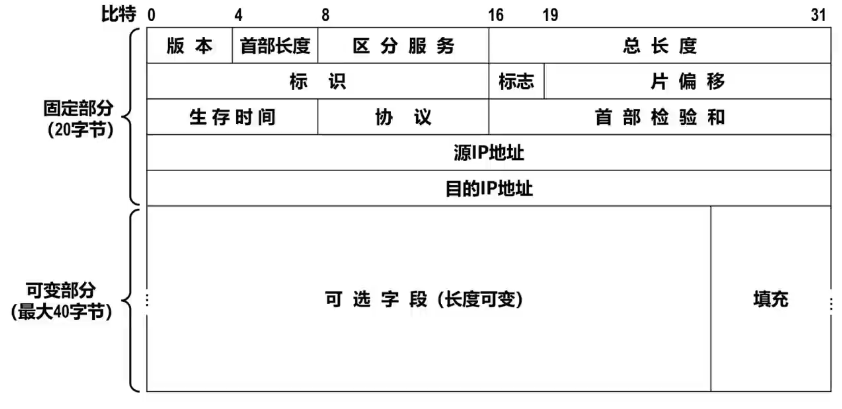 比特 0 4 8 16 19 31
版 本 首部长度 区 分 服 务 总 长 度
标 识 标志 片 偏 移
固定部分
(20字节)
生 存 时 间 协 议 首 部 检 验 和
源IP地址
目的IP地址
可变部分
(最大40字节)
可 选 字 段 (长度可变) 填充